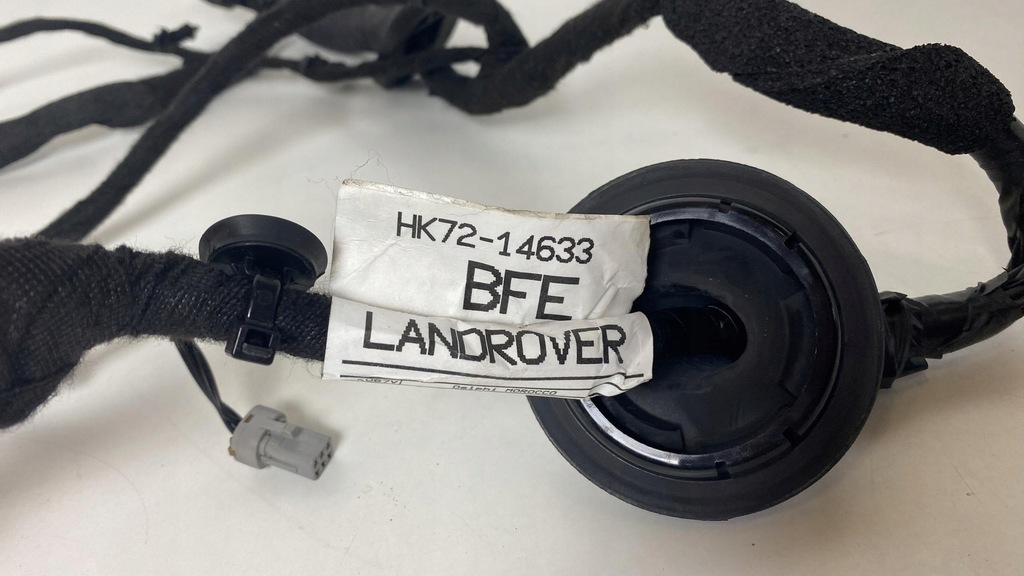 HK72-14633
BFE
LANDROVER
Delphi MOROCCO